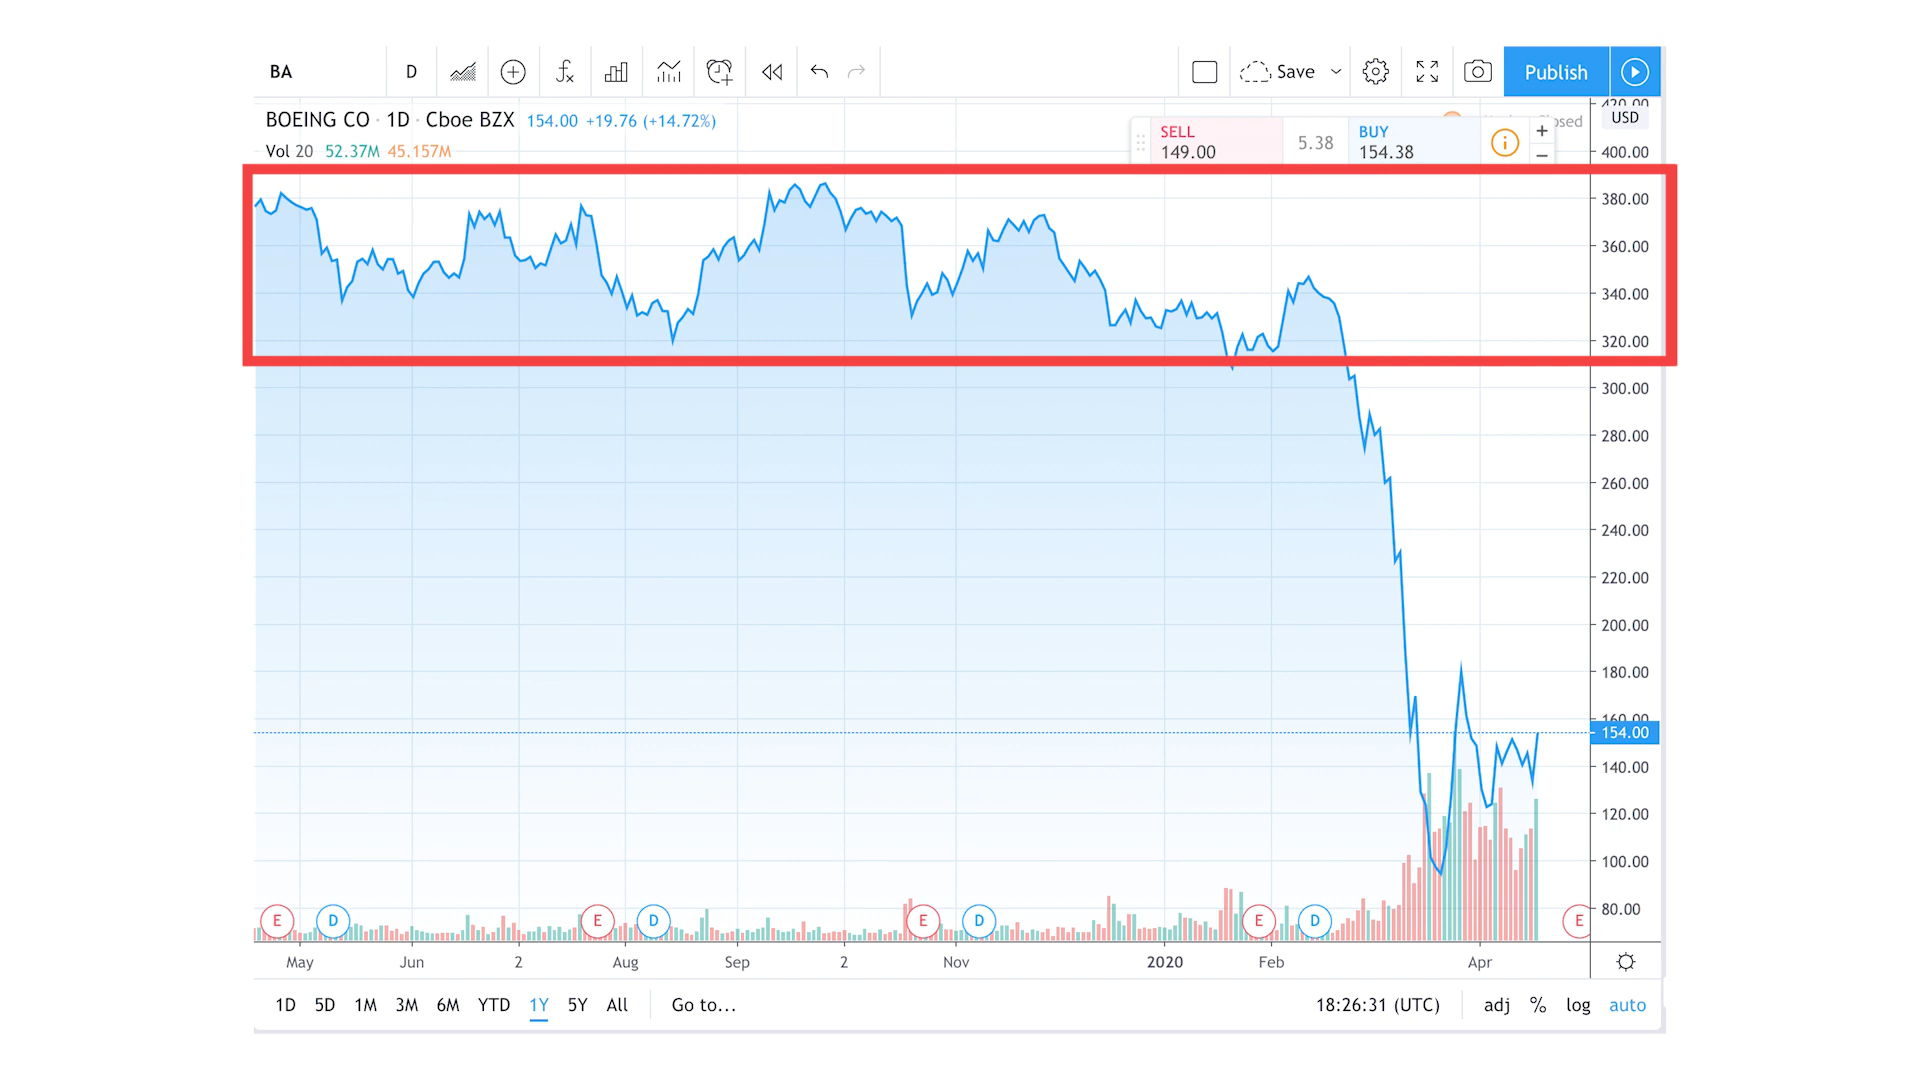 BA D Save Publish
BOEING CO · 1D · Cboe BZX 154.00 +19.76 (+14.72%)
Vol 20 52.37M 45.157M
SELL
149.00
5.38
BUY
154.38
420.00
USD
400.00
380.00
360.00
340.00
320.00
300.00
280.00
260.00
240.00
220.00
200.00
180.00
160.00
154.00
140.00
120.00
100.00
80.00
E D E D E D E D E
May Jun 2 Aug Sep 2 Nov 2020 Feb Apr
1D 5D 1M 3M 6M YTD 1Y 5Y All Go to... 18:26:31 (UTC) adj % log auto